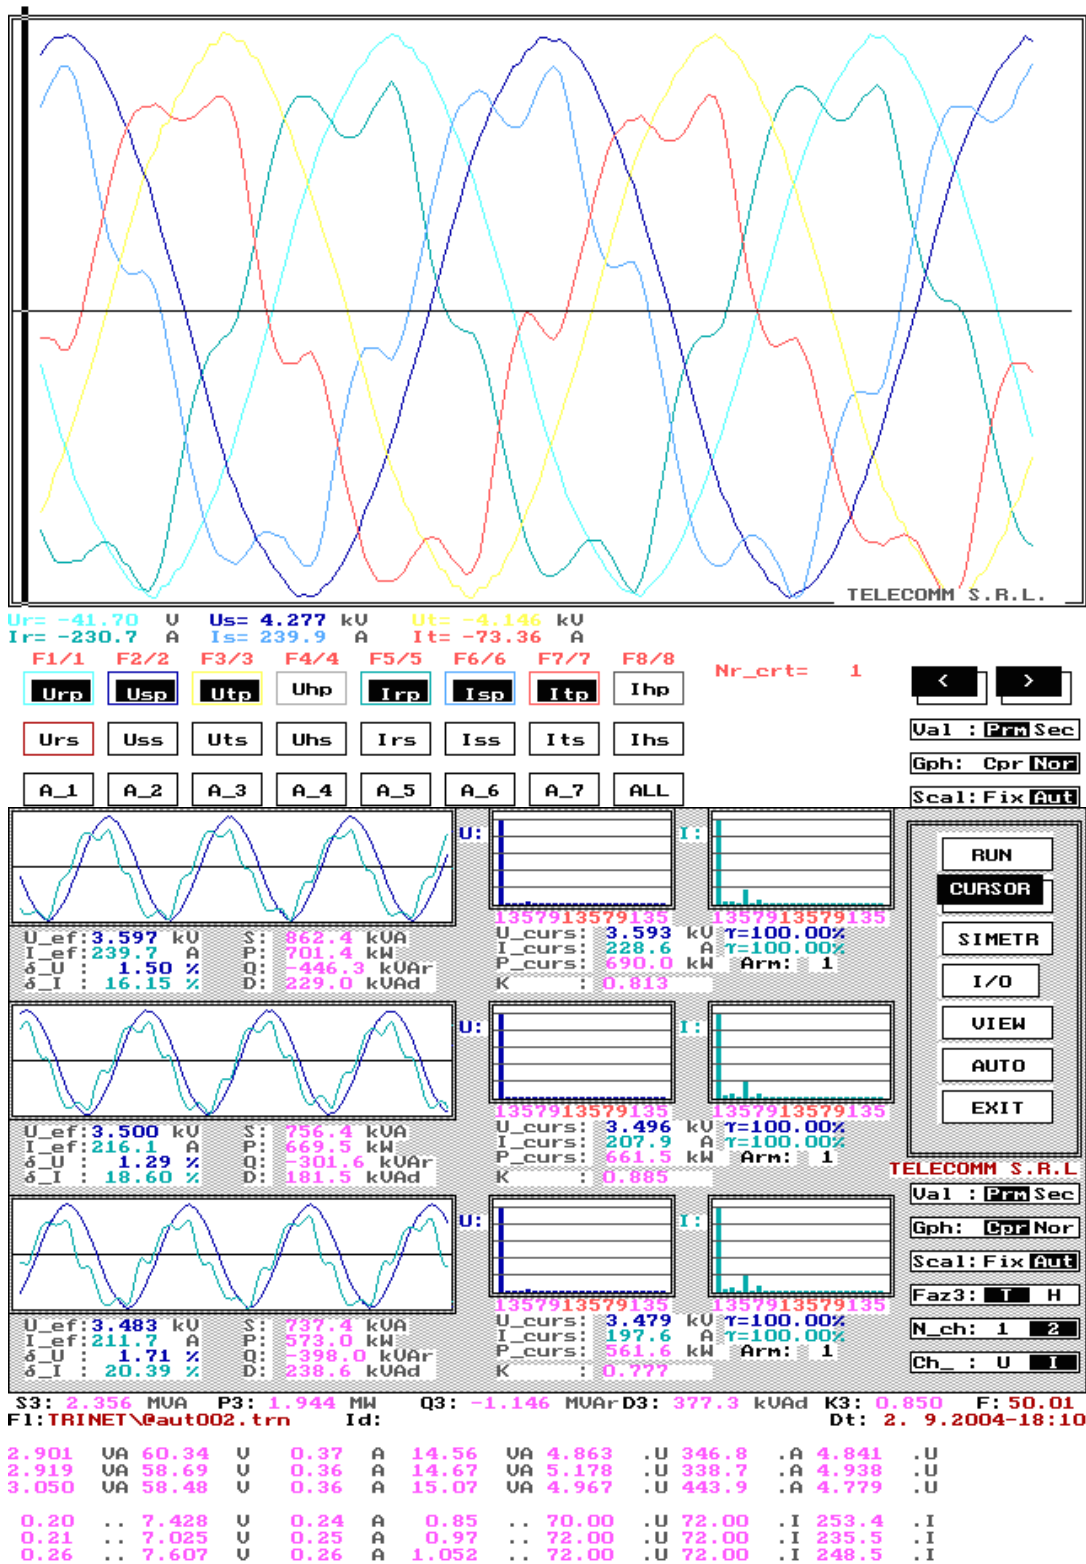 TELECOMM S.R.L.
Ur= -41.70 V Us= 4.277 kV Ut= -4.146 kV
Ir= -230.7 A Is= 239.9 A It= -73.36 A
F1/1 F2/2 F3/3 F4/4 F5/5 F6/6 F7/7 F8/8
Nr_crt= 1 < >
Urp Usp Utp Uhp Irp Isp Itp Ihp
Urs Uss Uts Uhs Irs Iss Its Ihs
Val : Prm Sec
Gph: Cpr Nor
A_1 A_2 A_3 A_4 A_5 A_6 A_7 ALL
Scal: Fix Aut
U: I:
RUN
CURSOR
SIMETR
I/O
VIEW
AUTO
EXIT
1357913579135 1357913579135
U_ef: 3.597 kV S: 862.4 kVA U_curs: 3.593 kV τ=100.00%
I_ef: 239.7 A P: 701.4 kW I_curs: 228.6 A τ=100.00%
δ_U : 1.50 % Q: -446.3 kVAr P_curs: 690.0 kW Arm: 1
δ_I : 16.15 % D: 229.0 kVAd K : 0.813
U: I:
1357913579135 1357913579135
U_ef: 3.500 kV S: 756.4 kVA U_curs: 3.496 kV τ=100.00%
I_ef: 216.1 A P: 669.5 kW I_curs: 207.9 A τ=100.00%
δ_U : 1.29 % Q: -301.6 kVAr P_curs: 661.5 kW Arm: 1
δ_I : 18.60 % D: 181.5 kVAd K : 0.885
TELECOMM S.R.L
Val : Prm Sec
U: I:
Gph: Cpr Nor
Scal: Fix Aut
Faz3: T H
N_ch: 1 2
Ch_ : U I
1357913579135 1357913579135
U_ef: 3.483 kV S: 737.4 kVA U_curs: 3.479 kV τ=100.00%
I_ef: 211.7 A P: 573.0 kW I_curs: 197.6 A τ=100.00%
δ_U : 1.71 % Q: -398.0 kVAr P_curs: 561.6 kW Arm: 1
δ_I : 20.39 % D: 238.6 kVAd K : 0.777
S3: 2.356 MVA P3: 1.944 MW Q3: -1.146 MVAr D3: 377.3 kVAd K3: 0.850 F: 50.01
Fl: TRINET\@aut002.trn Id: Dt: 2. 9.2004-18:10
2.901 VA 60.34 V 0.37 A 14.56 VA 4.863 .U 346.8 .A 4.841 .U
2.919 VA 58.69 V 0.36 A 14.67 VA 5.178 .U 338.7 .A 4.938 .U
3.050 VA 58.48 V 0.36 A 15.07 VA 4.967 .U 443.9 .A 4.779 .U
0.20 .. 7.428 V 0.24 A 0.85 .. 70.00 .U 72.00 .I 253.4 .I
0.21 .. 7.025 V 0.25 A 0.97 .. 72.00 .U 72.00 .I 235.5 .I
0.26 .. 7.607 V 0.26 A 1.052 .. 72.00 .U 72.00 .I 248.5 .I